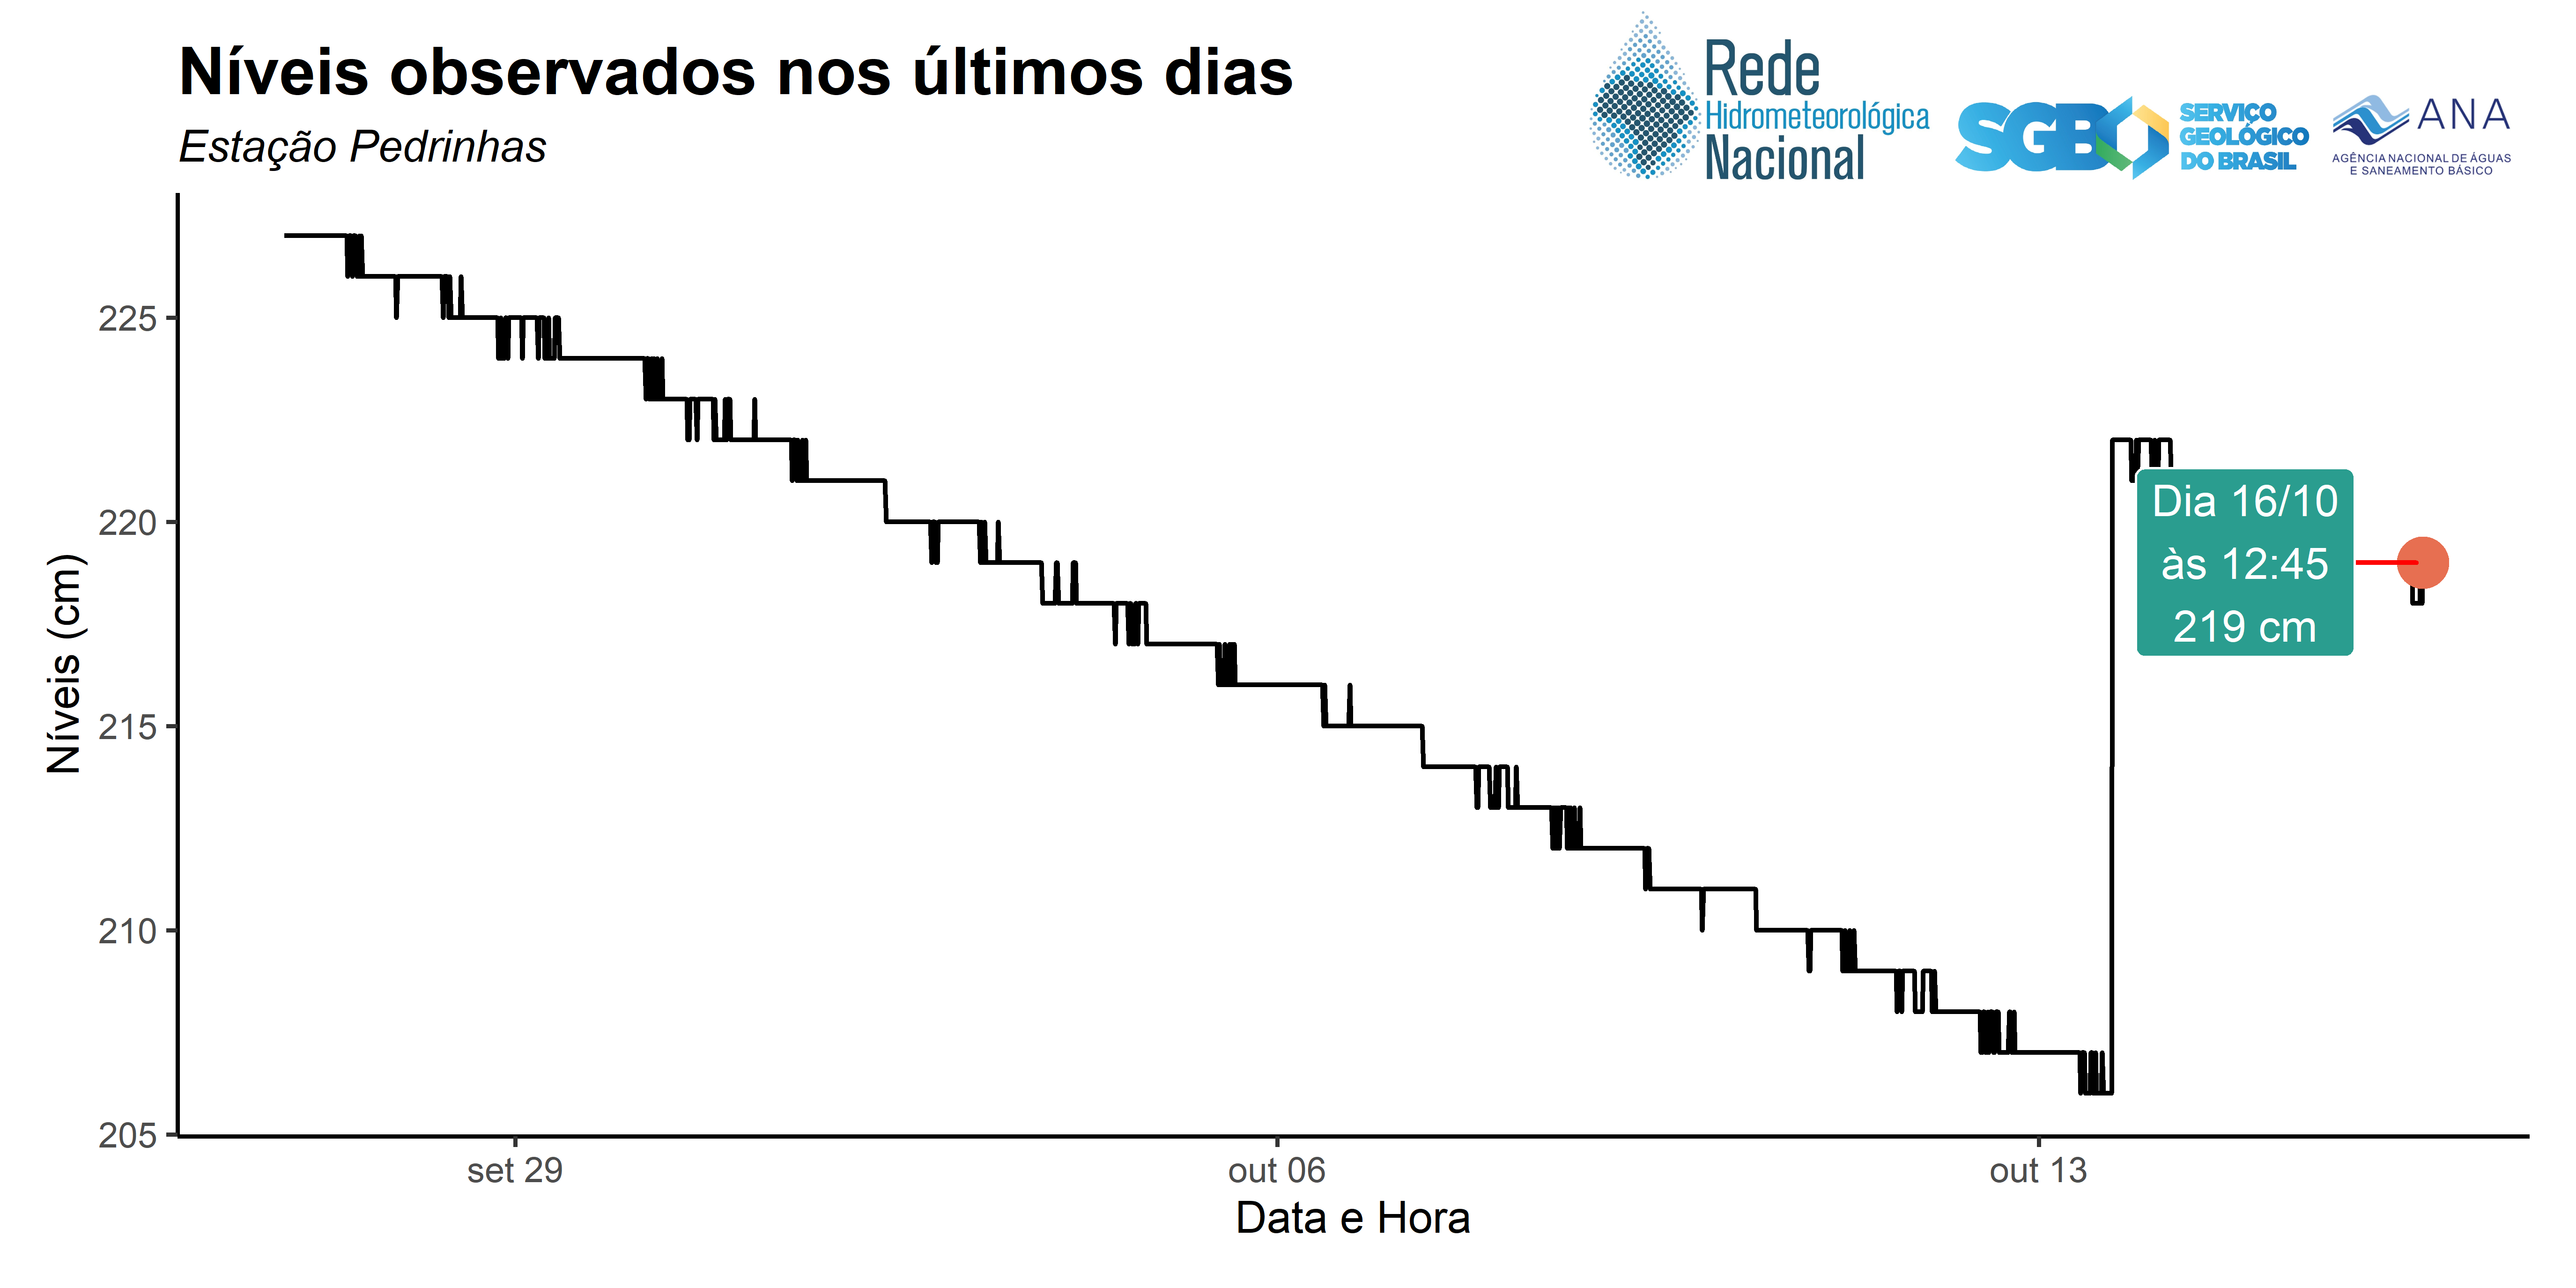 Níveis observados nos últimos dias
Estação Pedrinhas
Rede
Hidrometeorológica
Nacional
SGB
SERVIÇO
GEOLÓGICO
DO BRASIL
ANA
AGÊNCIA NACIONAL DE ÁGUAS
E SANEAMENTO BÁSICO
Níveis (cm)
225
220
215
210
205
Dia 16/10
às 12:45
219 cm
set 29
out 06
out 13
Data e Hora